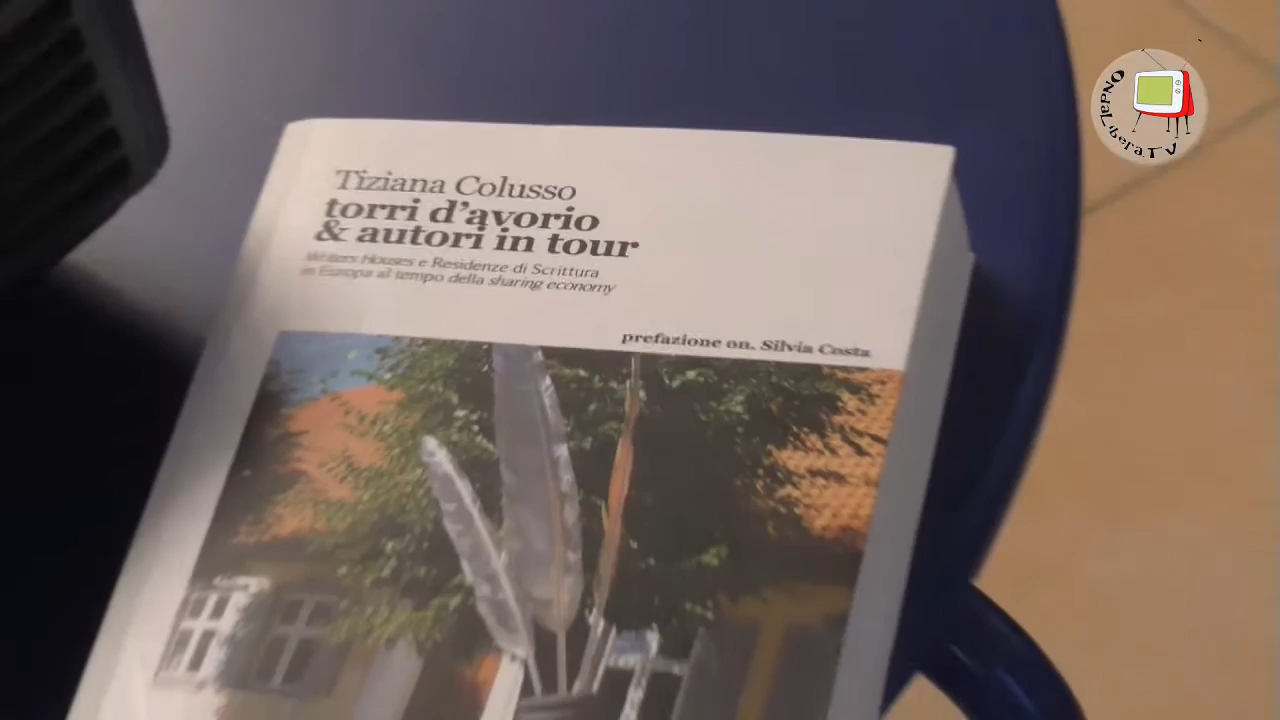 Tiziana Colusso
torri d'avorio
& autori in tour
Writers Houses e Residenze di Scrittura
in Europa al tempo della sharing economy
prefazione on. Silvia Costa
OndaLiberaTV